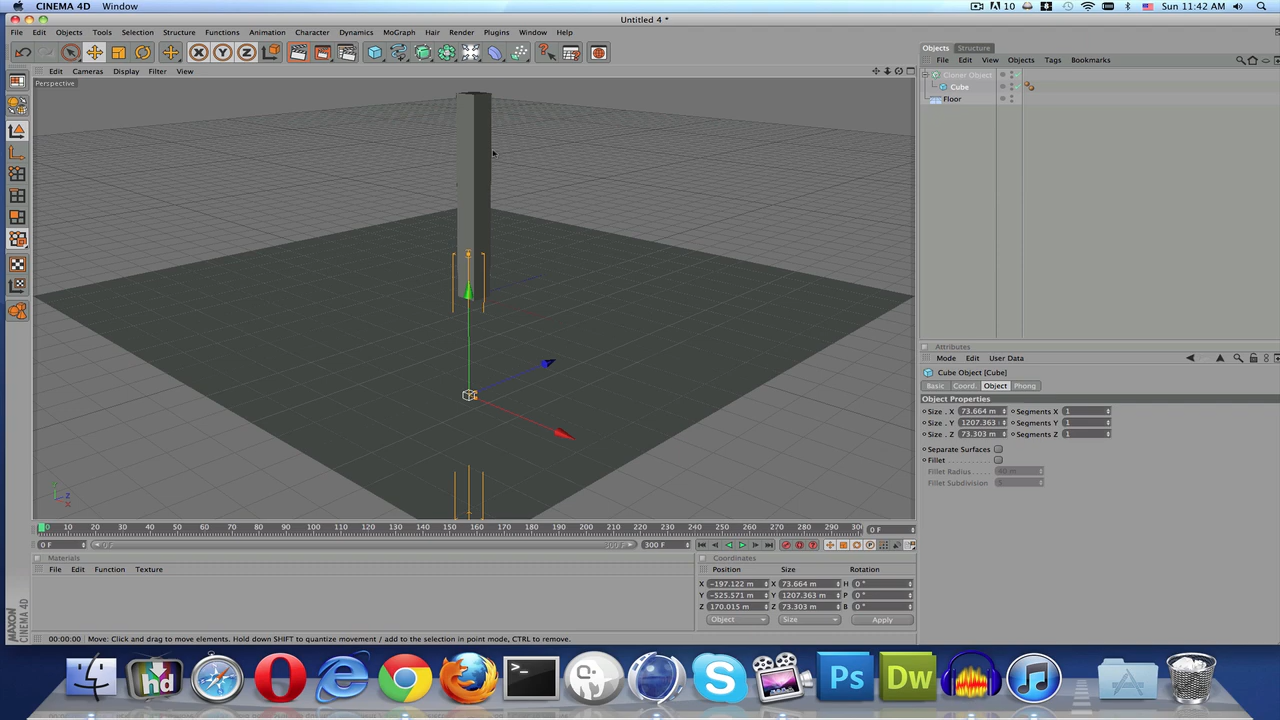 CINEMA 4D Window
10
Sun 11:42 AM
Untitled 4 *
File Edit Objects Tools Selection Structure Functions Animation Character Dynamics MoGraph Hair Render Plugins Window Help
X Y Z
Objects Structure
File Edit View Objects Tags Bookmarks
Edit Cameras Display Filter View
Perspective
Cloner Object
Cube
Floor
Attributes
Mode Edit User Data
Cube Object [Cube]
Basic Coord. Object Phong
Object Properties
Size . X 73.664 m Segments X 1
Size . Y 1207.363 Segments Y 1
Size . Z 73.303 m Segments Z 1
Separate Surfaces
Fillet
Fillet Radius 40 m
Fillet Subdivision 5
Y
Z
X
0 10 20 30 40 50 60 70 80 90 100 110 120 130 140 150 160 170 180 190 200 210 220 230 240 250 260 270 280 290 300
0 F
0 F 0 F 300 F 300 F
Materials
File Edit Function Texture
Coordinates
Position Size Rotation
X -197.122 m X 73.664 m H 0 °
Y -525.571 m Y 1207.363 m P 0 °
Z 170.015 m Z 73.303 m B 0 °
Object Size Apply
MAXON
CINEMA 4D
00:00:00 Move: Click and drag to move elements. Hold down SHIFT to quantize movement / add to the selection in point mode, CTRL to remove.
hd
Ps
Dw